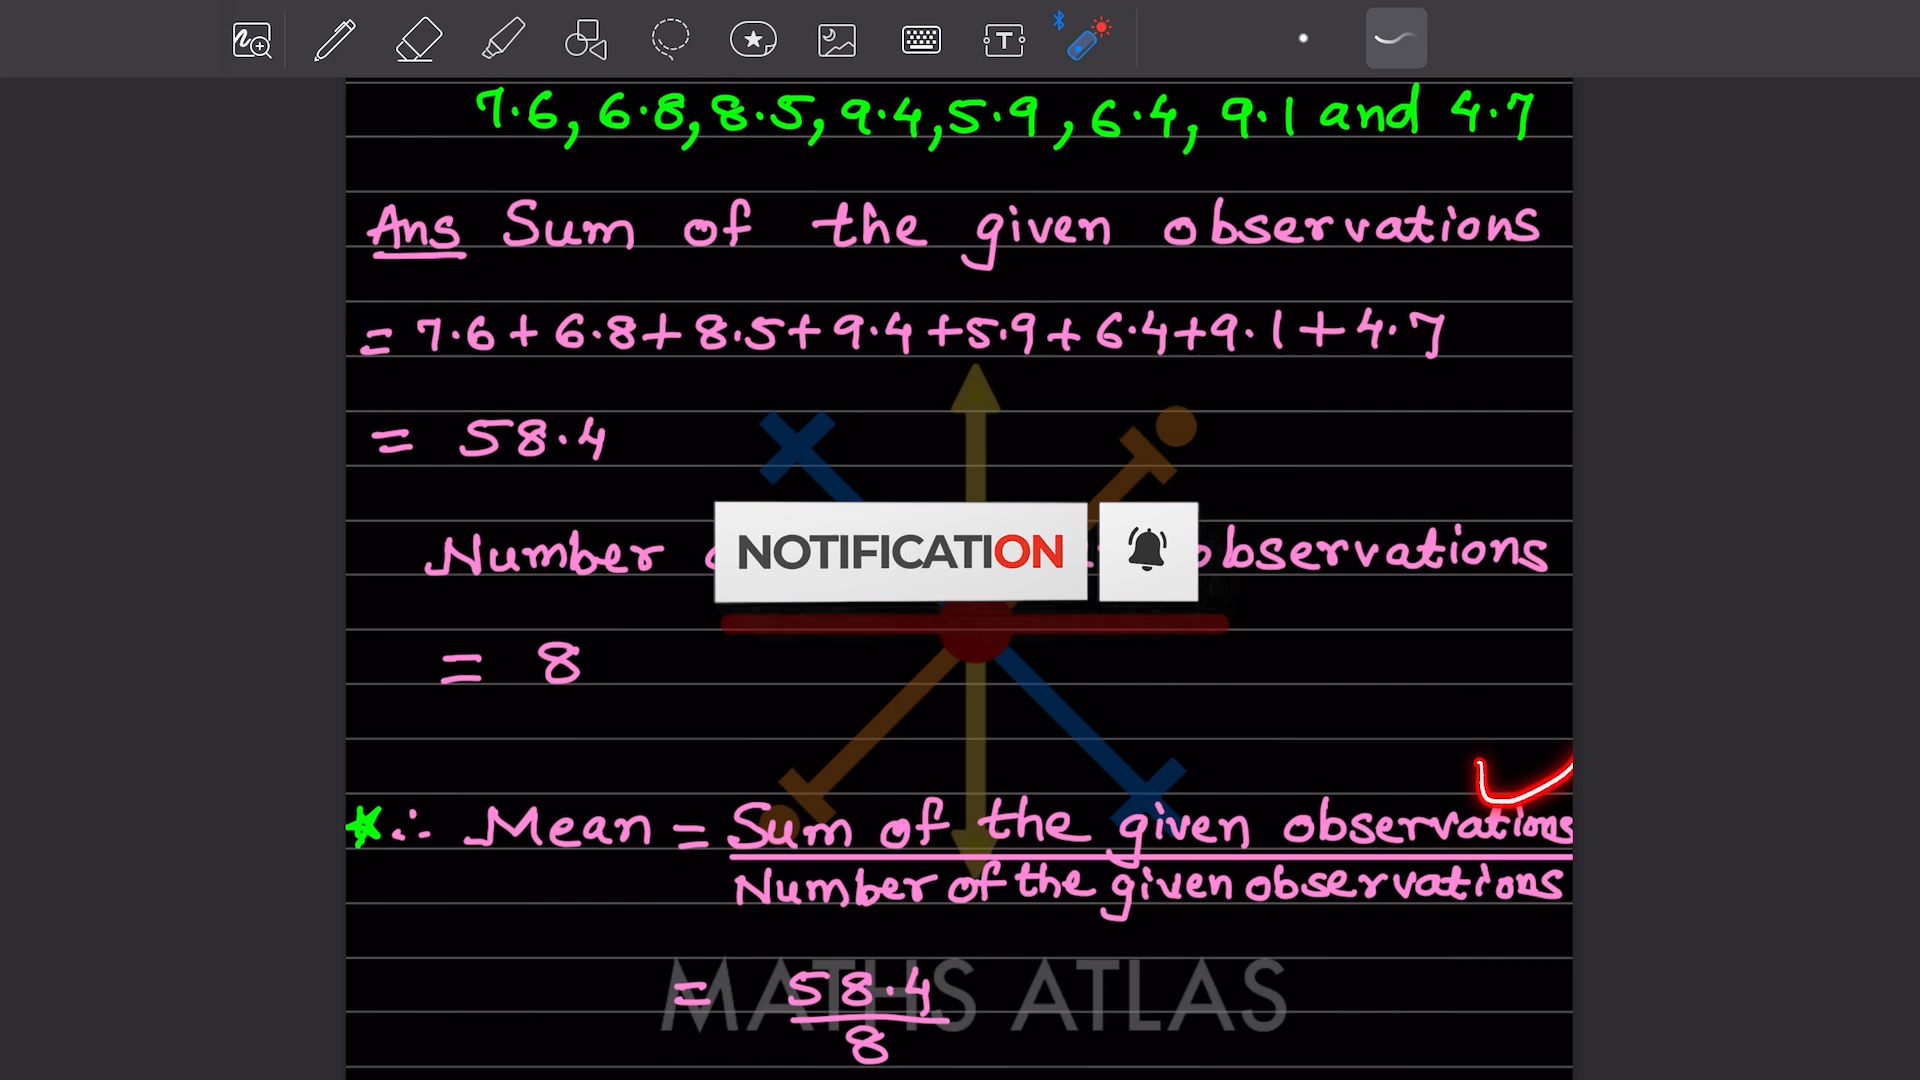 7.6, 6.8, 8.5, 9.4, 5.9, 6.4, 9.1 and 4.7
Ans Sum of the given observations
= 7.6 + 6.8 + 8.5 + 9.4 + 5.9 + 6.4 + 9.1 + 4.7
= 58.4
Number observations
NOTIFICATION
= 8
* ∴ Mean = Sum of the given observations
Number of the given observations
= 58.4
8
MATHS ATLAS